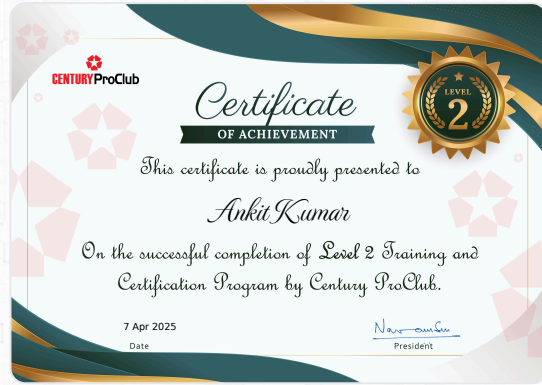 CENTURY ProClub
Certificate
OF ACHIEVEMENT
LEVEL
2
This certificate is proudly presented to
Ankit Kumar
On the successful completion of Level 2 Training and
Certification Program by Century ProClub.
7 Apr 2025
Date
President